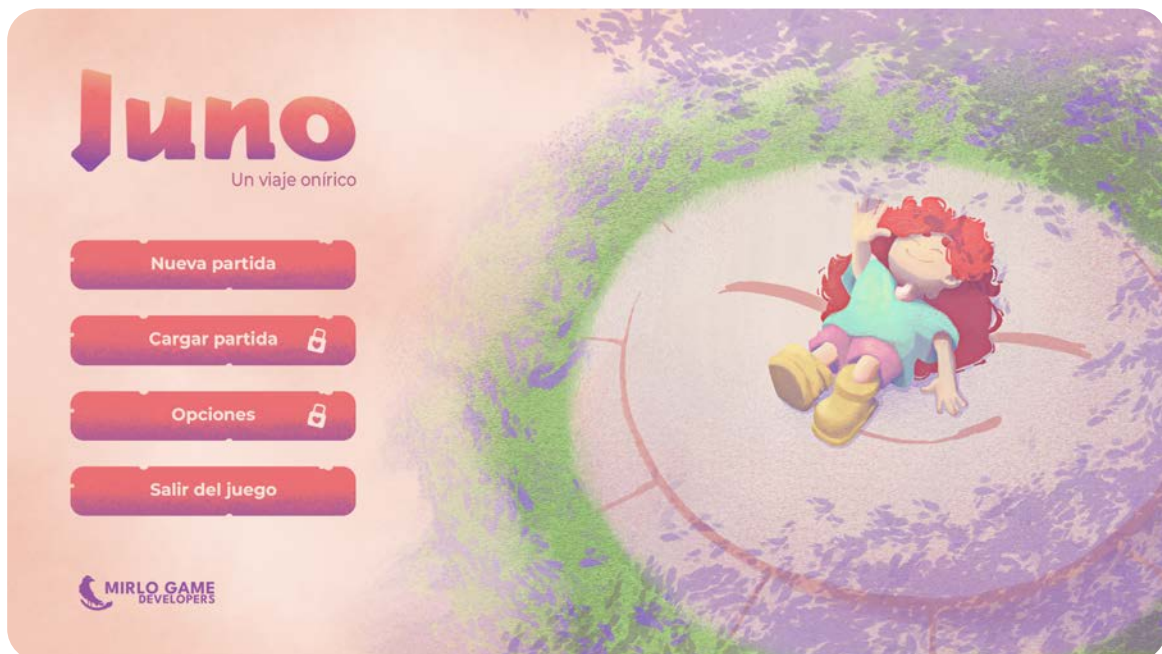 Juno
Un viaje onírico
Nueva partida
Cargar partida
Opciones
Salir del juego
MIRLO GAME
DEVELOPERS